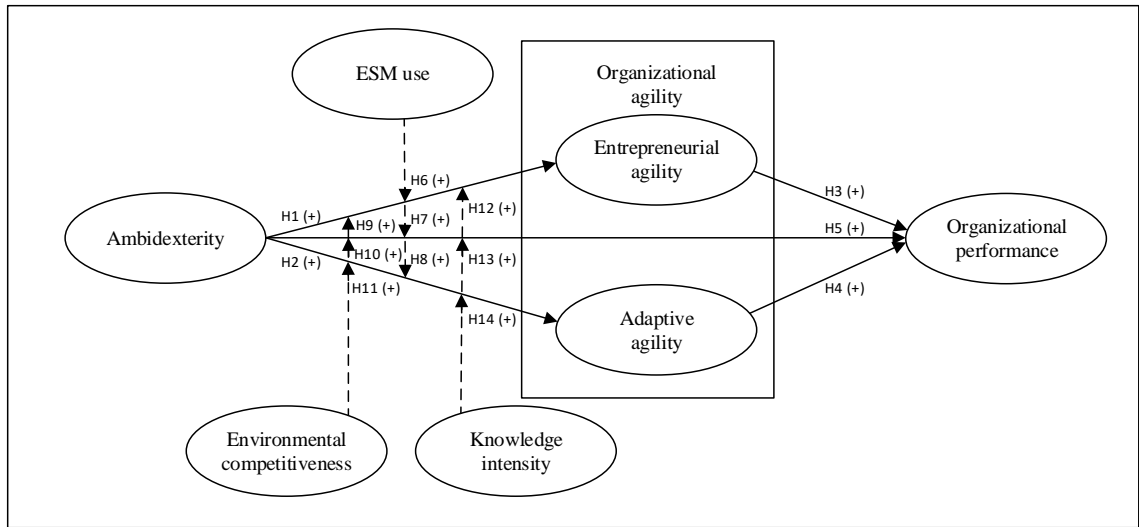 ESM use
Organizational
agility
Entrepreneurial
agility
H6 (+)
H3 (+)
H12 (+)
H1 (+)
H9 (+)
H7 (+)
H5 (+)
Ambidexterity
Organizational
performance
H2 (+)
H10 (+)
H8 (+)
H13 (+)
H11 (+)
H4 (+)
H14 (+)
Adaptive
agility
Environmental
competitiveness
Knowledge
intensity